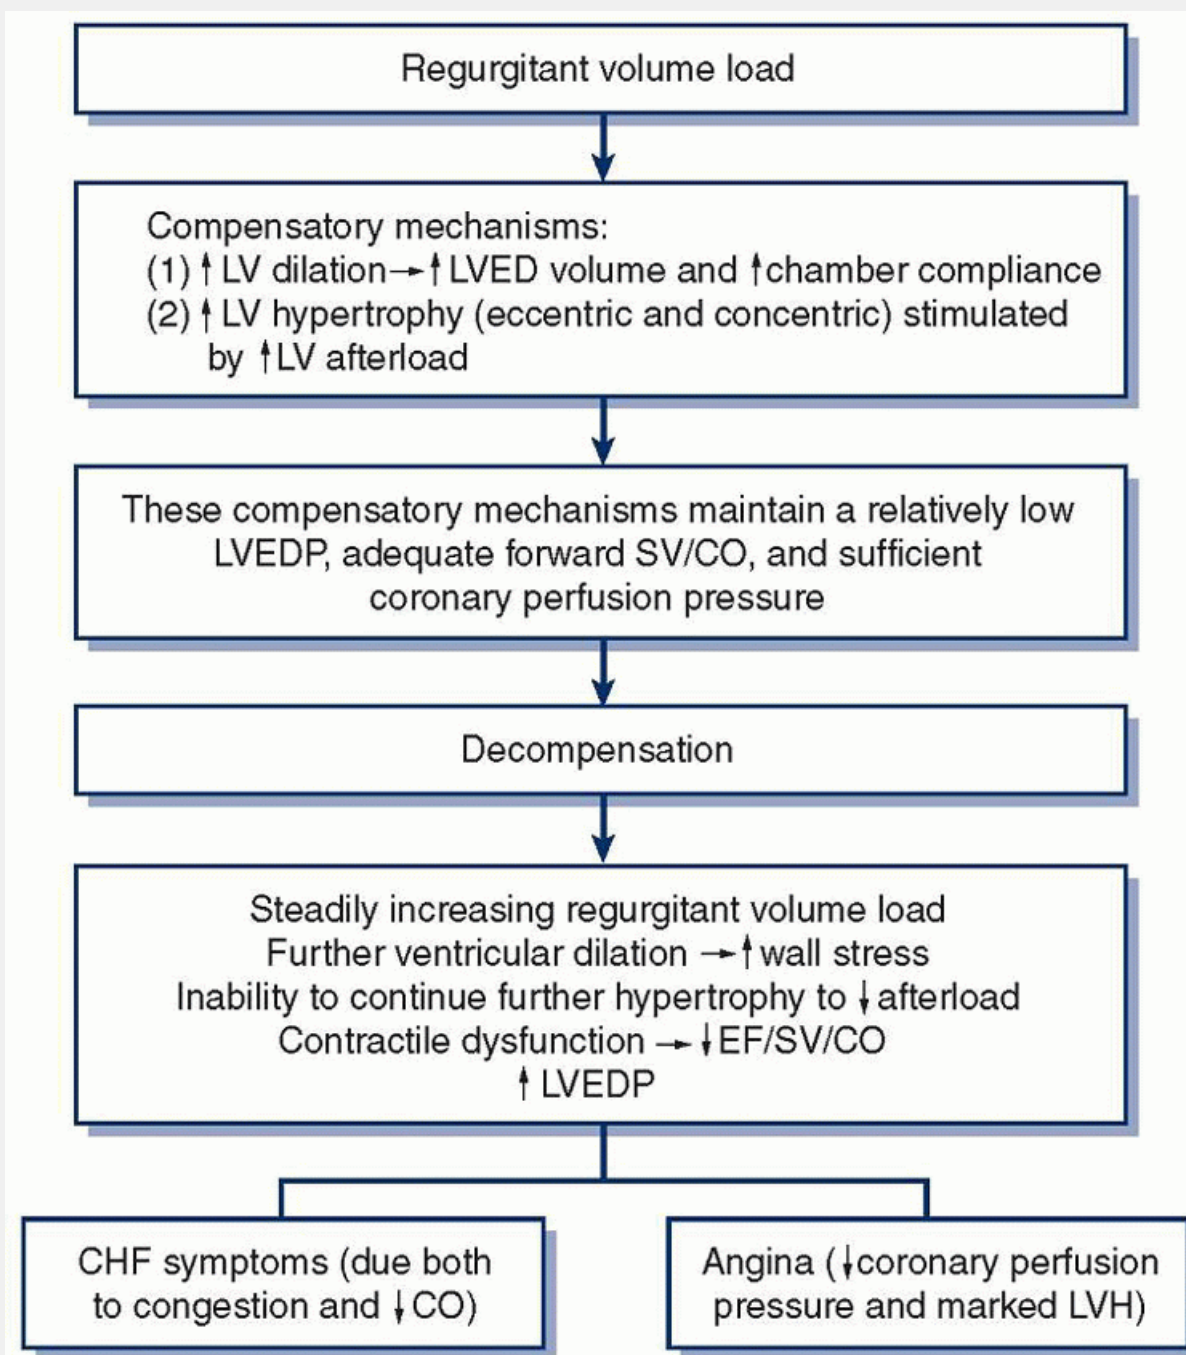 Regurgitant volume load
Compensatory mechanisms:
(1) ↑ LV dilation→↑LVED volume and ↑chamber compliance
(2) ↑ LV hypertrophy (eccentric and concentric) stimulated
by ↑LV afterload
These compensatory mechanisms maintain a relatively low
LVEDP, adequate forward SV/CO, and sufficient
coronary perfusion pressure
Decompensation
Steadily increasing regurgitant volume load
Further ventricular dilation →↑ wall stress
Inability to continue further hypertrophy to ↓ afterload
Contractile dysfunction →↓EF/SV/CO
↑ LVEDP
CHF symptoms (due both
to congestion and ↓CO)
Angina (↓coronary perfusion
pressure and marked LVH)